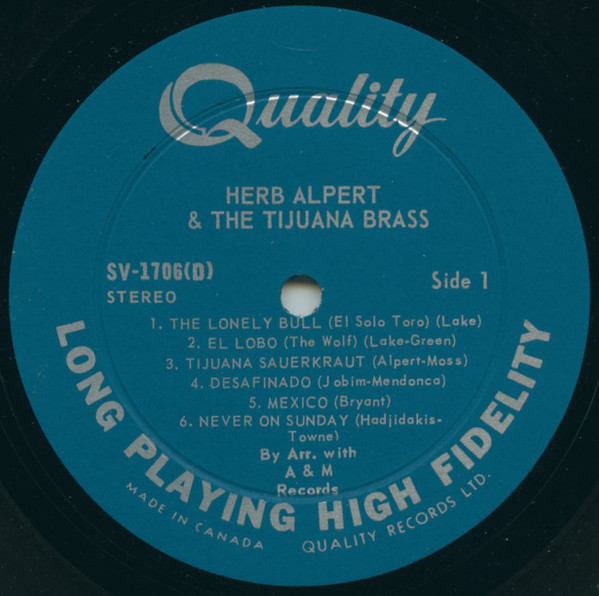 Quality
HERB ALPERT
& THE TIJUANA BRASS
SV-1706(D)
STEREO
Side 1
1. THE LONELY BULL (El Solo Toro) (Lake)
2. EL LOBO (The Wolf) (Lake-Green)
3. TIJUANA SAUERKRAUT (Alpert-Moss)
4. DESAFINADO (Jobim-Mendonca)
5. MEXICO (Bryant)
6. NEVER ON SUNDAY (Hadjidakis-
Towne)
By Arr. with
A & M
Records
LONG PLAYING HIGH FIDELITY
MADE IN CANADA QUALITY RECORDS LTD.